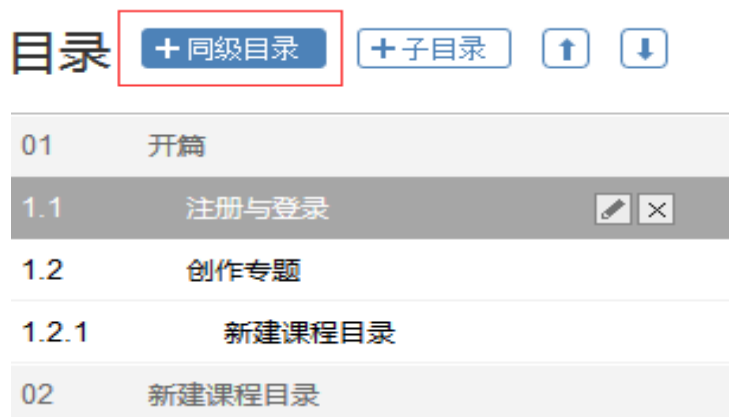 目录 +同级目录 +子目录
01 开篇
1.1 注册与登录
1.2 创作专题
1.2.1 新建课程目录
02 新建课程目录